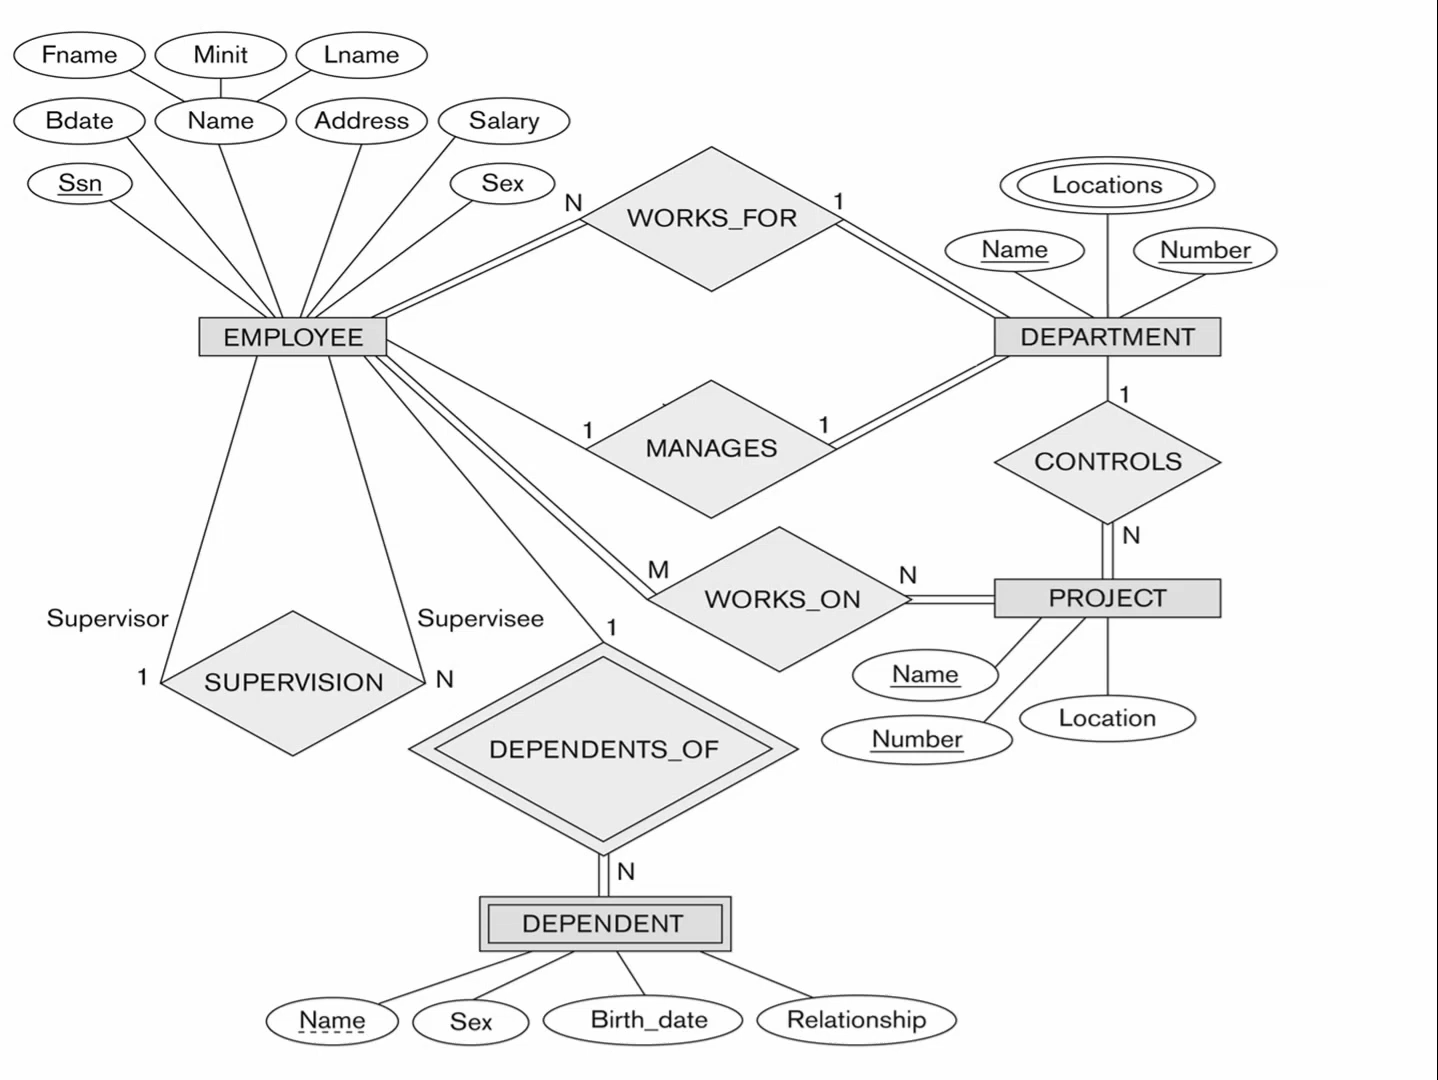 Fname Minit Lname
Bdate Name Address Salary
Ssn Sex
N WORKS_FOR 1
Locations
Name Number
EMPLOYEE DEPARTMENT
1 MANAGES 1
1
CONTROLS
N
M WORKS_ON N
PROJECT
Supervisor Supervisee
1 SUPERVISION N
1
DEPENDENTS_OF
N
Name
Number
Location
DEPENDENT
Name Sex Birth_date Relationship